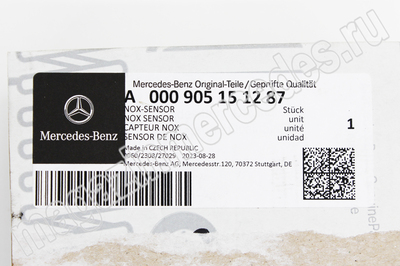 Mercedes-Benz Original-Teile/Geprüfte Qualität
A 000 905 15 12 87
NOX-SENSOR Stück
NOX SENSOR unit
CAPTEUR NOX unité 1
SENSOR DE NOX unidad
Mercedes-Benz
Made in CZECH REPUBLIC
2023-08-28
Mercedes-Benz AG, Mercedesstr.120, 70372 Stuttgart, DE